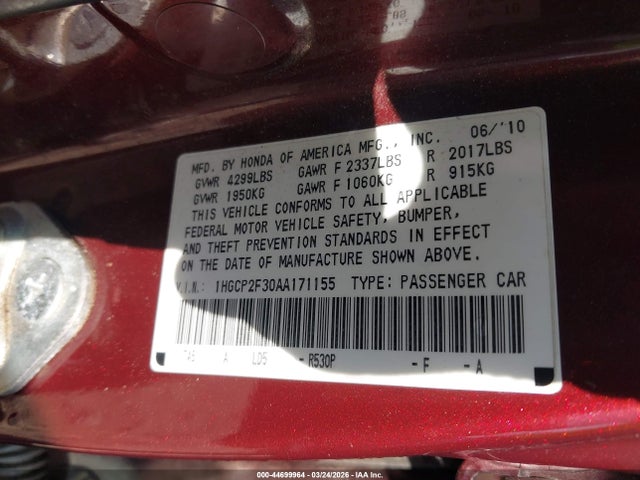 MFD. BY HONDA OF AMERICA MFG., INC. 06/'10
GVWR 4299LBS GAWR F 2337LBS R 2017LBS
GVWR 1950KG GAWR F 1060KG R 915KG
THIS VEHICLE CONFORMS TO ALL APPLICABLE
FEDERAL MOTOR VEHICLE SAFETY, BUMPER,
AND THEFT PREVENTION STANDARDS IN EFFECT
ON THE DATE OF MANUFACTURE SHOWN ABOVE.
V.I.N. 1HGCP2F30AA171155 TYPE: PASSENGER CAR
A LD5 - R530P - F - A
000-44699964 | 03/24/2026 - IAA Inc.